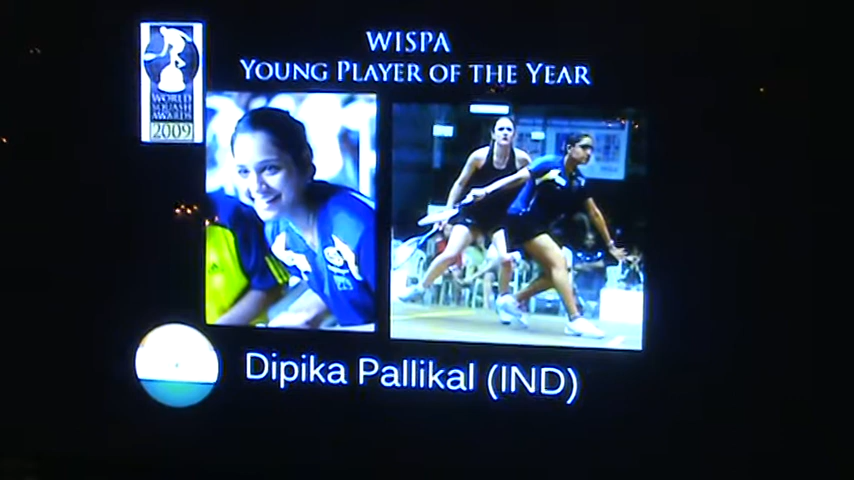 WISPA
YOUNG PLAYER OF THE YEAR
WORLD
SQUASH
AWARDS
2009
Dipika Pallikal (IND)